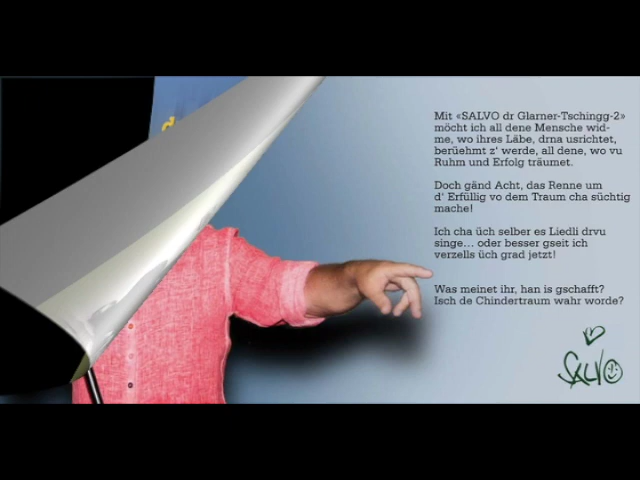 Mit «SALVO dr Glarner-Tschingg-2»
möcht ich all dene Mensche wid-
me, wo ihres Läbe, drna usrichtet,
berüehmt z' werde, all dene, wo vu
Ruhm und Erfolg träumet.
Doch gänd Acht, das Renne um
d' Erfüllig vo dem Traum cha süchtig
mache!
Ich cha üch selber es Liedli drvu
singe... oder besser gseit ich
verzells üch grad jetzt!
Was meinet ihr, han is gschafft?
Isch de Chindertraum wahr worde?
SALVO